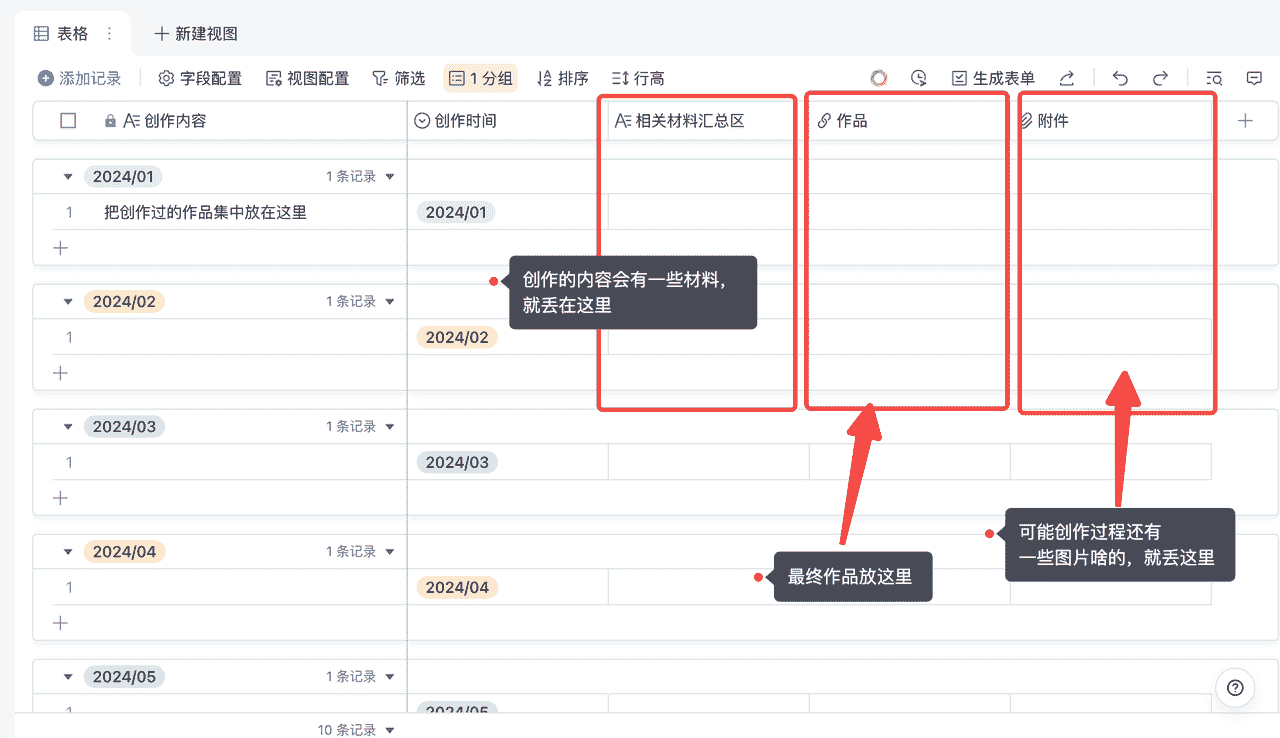 表格
新建视图
添加记录
字段配置
视图配置
筛选
1 分组
排序
行高
生成表单
创作内容
创作时间
相关材料汇总区
作品
附件
2024/01
1 条记录
1
把创作过的作品集中放在这里
2024/01
创作的内容会有一些材料，
就丢在这里
2024/02
1 条记录
1
2024/02
2024/03
1 条记录
1
2024/03
可能创作过程还有
一些图片啥的，就丢这里
2024/04
1 条记录
最终作品放这里
1
2024/04
2024/05
1 条记录
1
2024/05
10 条记录